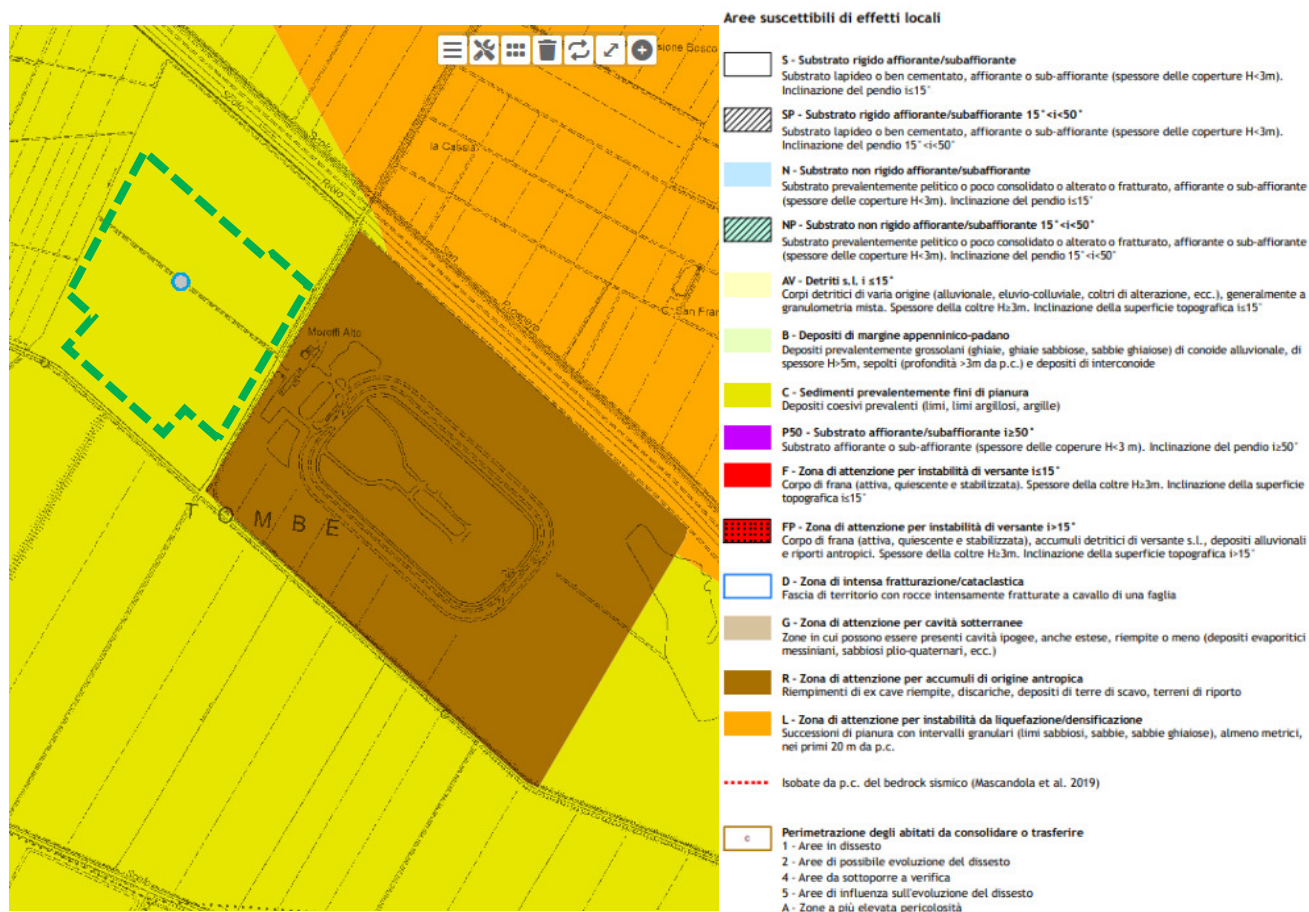 Aree suscettibili di effetti locali
sione Bosco
Scolo
la Cassia
Riolo
C. San Fran
Moroffi Alto
T O M B E
S - Substrato rigido affiorante/subaffiorante
Substrato lapideo o ben cementato, affiorante o sub-affiorante (spessore delle coperture H<3m).
Inclinazione del pendio i≤15°
SP - Substrato rigido affiorante/subaffiorante 15°<i<50°
Substrato lapideo o ben cementato, affiorante o sub-affiorante (spessore delle coperture H<3m).
Inclinazione del pendio 15°<i<50°
N - Substrato non rigido affiorante/subaffiorante
Substrato prevalentemente pelitico o poco consolidato o alterato o fratturato, affiorante o sub-affiorante
(spessore delle coperture H<3m). Inclinazione del pendio i≤15°
NP - Substrato non rigido affiorante/subaffiorante 15°<i<50°
Substrato prevalentemente pelitico o poco consolidato o alterato o fratturato, affiorante o sub-affiorante
(spessore delle coperture H<3m). Inclinazione del pendio 15°<i<50°
AV - Detriti s.l. i ≤15°
Corpi detritici di varia origine (alluvionale, eluvio-colluviale, coltri di alterazione, ecc.), generalmente a
granulometria mista. Spessore della coltre H≥3m. Inclinazione della superficie topografica i≤15°
B - Depositi di margine appenninico-padano
Depositi prevalentemente grossolani (ghiaie, ghiaie sabbiose, sabbie ghiaiose) di conoide alluvionale, di
spessore H>5m, sepolti (profondità >3m da p.c.) e depositi di interconoide
C - Sedimenti prevalentemente fini di pianura
Depositi coesivi prevalenti (limi, limi argillosi, argille)
P50 - Substrato affiorante/subaffiorante i≥50°
Substrato affiorante o sub-affiorante (spessore delle coperure H<3 m). Inclinazione del pendio i≥50°
F - Zona di attenzione per instabilità di versante i≤15°
Corpo di frana (attiva, quiescente e stabilizzata). Spessore della coltre H≥3m. Inclinazione della superficie
topografica i≤15°
FP - Zona di attenzione per instabilità di versante i>15°
Corpo di frana (attiva, quiescente e stabilizzata), accumuli detritici di versante s.l., depositi alluvionali
e riporti antropici. Spessore della coltre H≥3m. Inclinazione della superficie topografica i>15°
D - Zona di intensa fratturazione/cataclastica
Fascia di territorio con rocce intensamente fratturate a cavallo di una faglia
G - Zona di attenzione per cavità sotterranee
Zone in cui possono essere presenti cavità ipogee, anche estese, riempite o meno (depositi evaporitici
messiniani, sabbiosi plio-quaternari, ecc.)
R - Zona di attenzione per accumuli di origine antropica
Riempimenti di ex cave riempite, discariche, depositi di terre di scavo, terreni di riporto
L - Zona di attenzione per instabilità da liquefazione/densificazione
Successioni di pianura con intervalli granulari (limi sabbiosi, sabbie, sabbie ghiaiose), almeno metrici,
nei primi 20 m da p.c.
Isobate da p.c. del bedrock sismico (Mascandola et al. 2019)
c
Perimetrazione degli abitati da consolidare o trasferire
1 - Aree in dissesto
2 - Aree di possibile evoluzione del dissesto
4 - Aree da sottoporre a verifica
5 - Aree di influenza sull'evoluzione del dissesto
A - Zone a più elevata pericolosità